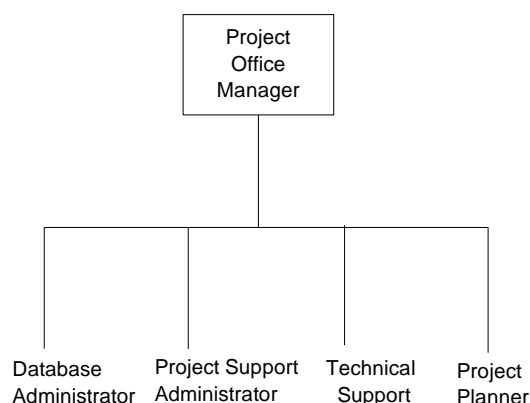 Project
Office
Manager
Database
Administrator
Project Support
Administrator
Technical
Support
Project
Planner